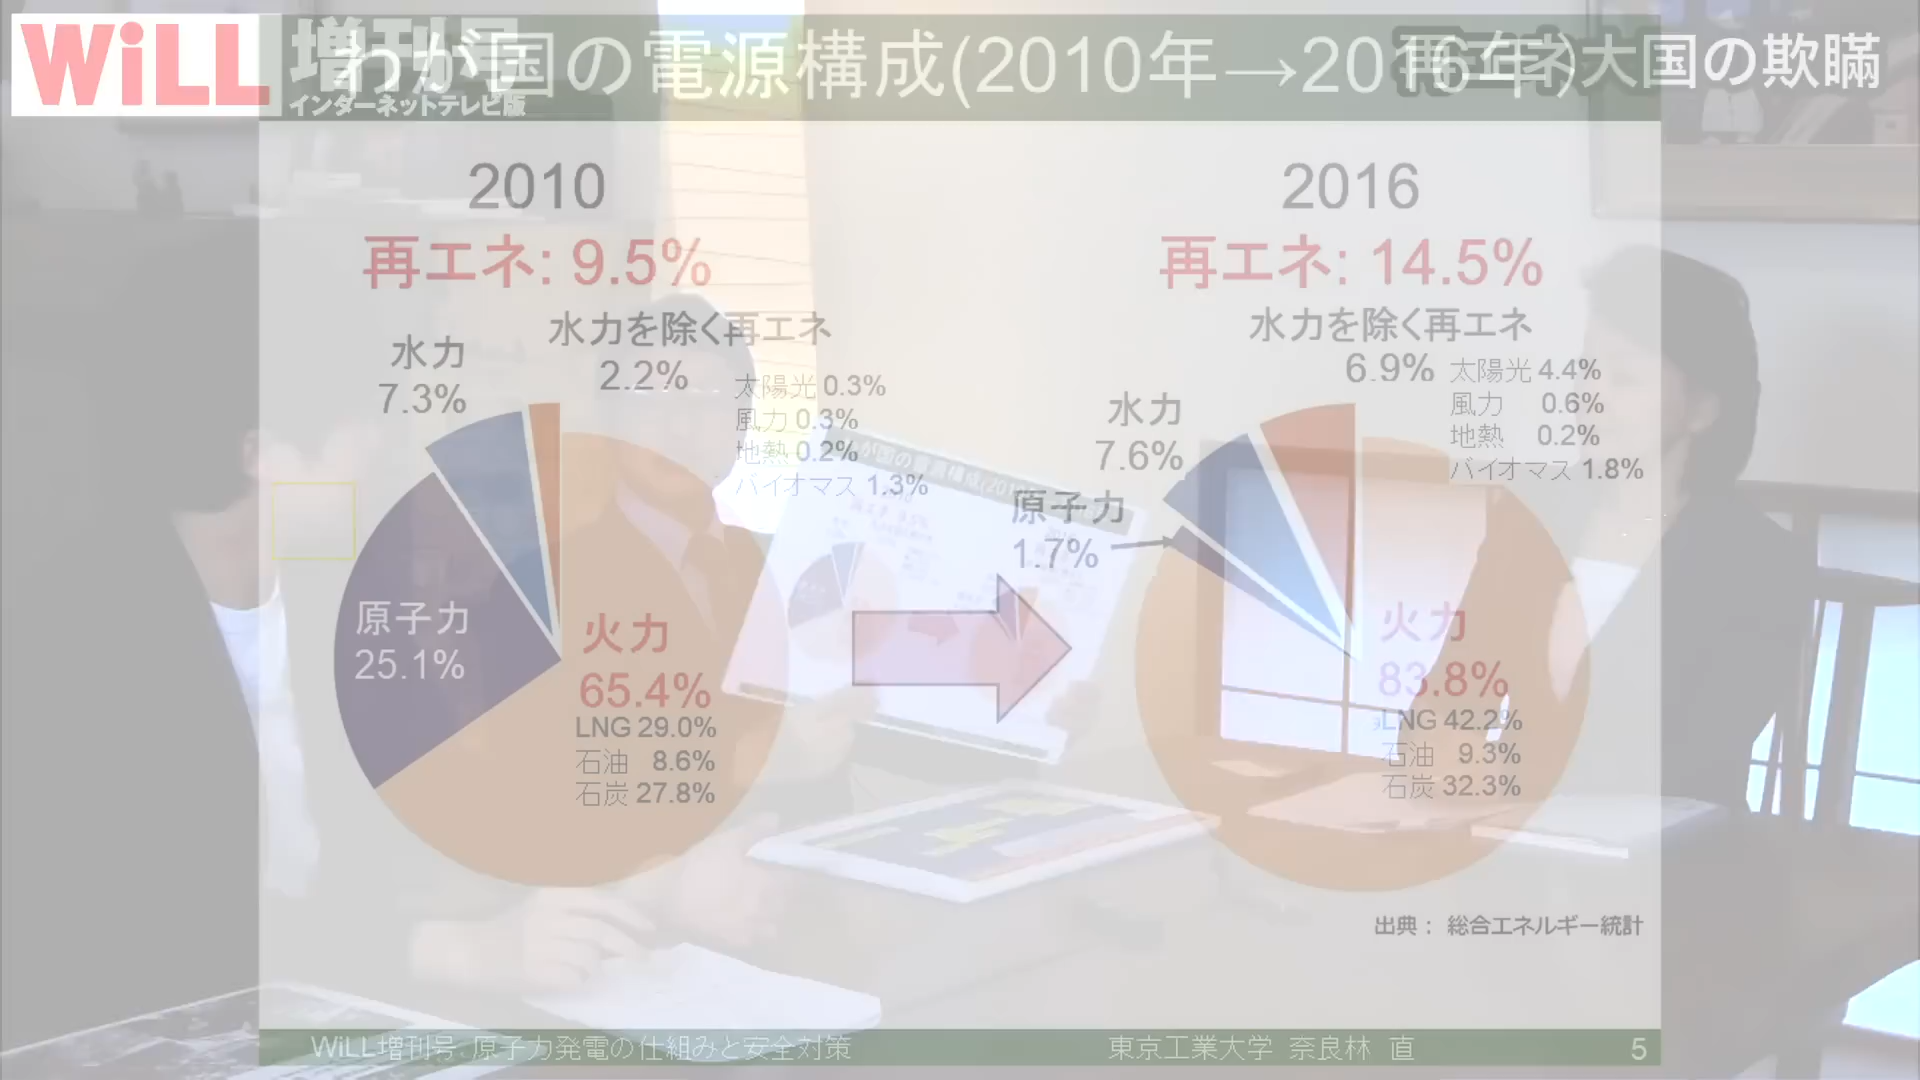 WiLL
増刊号
インターネットテレビ版
わが国の電源構成(2010年→2016年)
再エネ大国の欺瞞
2010
再エネ: 9.5%
水力を除く再エネ
2.2%
水力
7.3%
太陽光 0.3%
風力 0.3%
地熱 0.2%
バイオマス 1.3%
原子力
25.1%
火力
65.4%
LNG 29.0%
石油 8.6%
石炭 27.8%
2016
再エネ: 14.5%
水力を除く再エネ
6.9%
太陽光 4.4%
風力 0.6%
地熱 0.2%
バイオマス 1.8%
水力
7.6%
原子力
1.7%
火力
83.8%
LNG 42.2%
石油 9.3%
石炭 32.3%
出典： 総合エネルギー統計
WiLL増刊号: 原子力発電の仕組みと安全対策
東京工業大学 奈良林 直
5